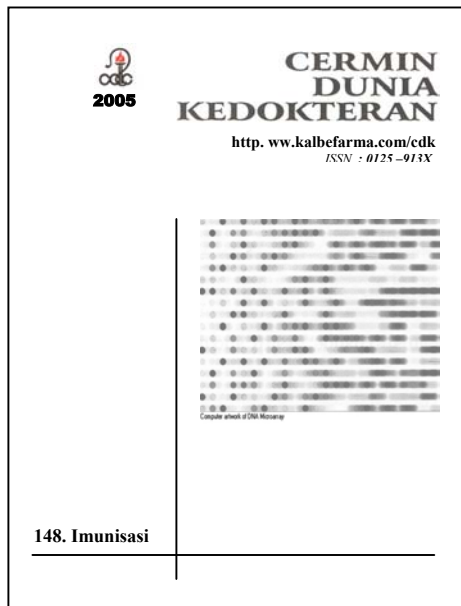 2005
CERMIN
DUNIA
KEDOKTERAN
http. ww.kalbefarma.com/cdk
ISSN : 0125 –913X
Computer artwork of DNA Microarray
148. Imunisasi